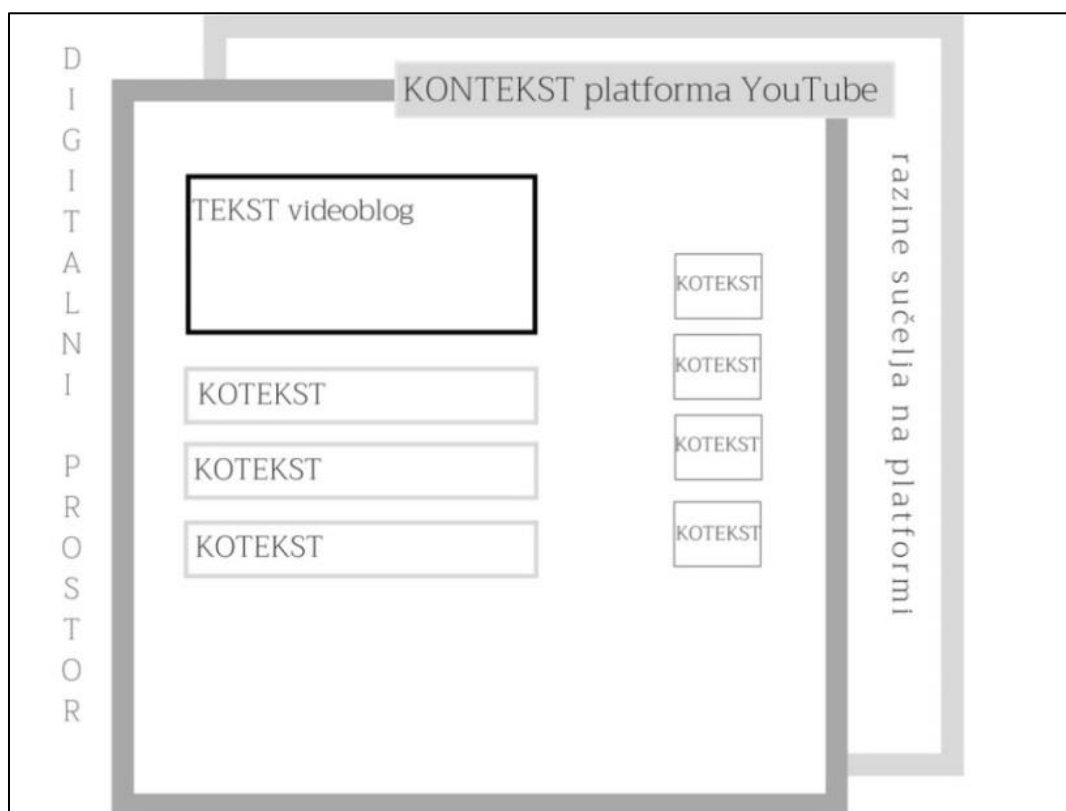 DIGITALNI PROSTOR
KONTEKST platforma YouTube
TEKST videoblog
KOTEKST
KOTEKST
KOTEKST
KOTEKST
KOTEKST
KOTEKST
KOTEKST
razine sučelja na platformi